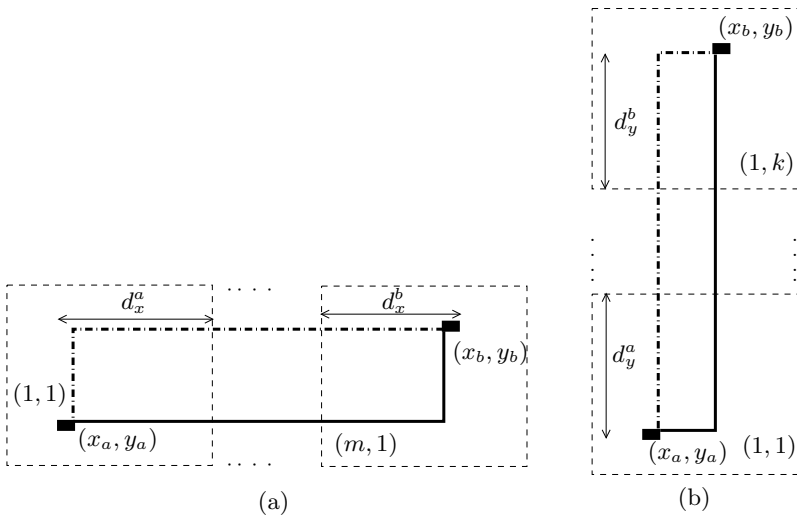 (x_b, y_b)
d_y^b
(1, k)
d_x^a
d_x^b
d_y^a
(x_b, y_b)
(1, 1)
(x_a, y_a)
(m, 1)
(x_a, y_a)
(1, 1)
(a)
(b)